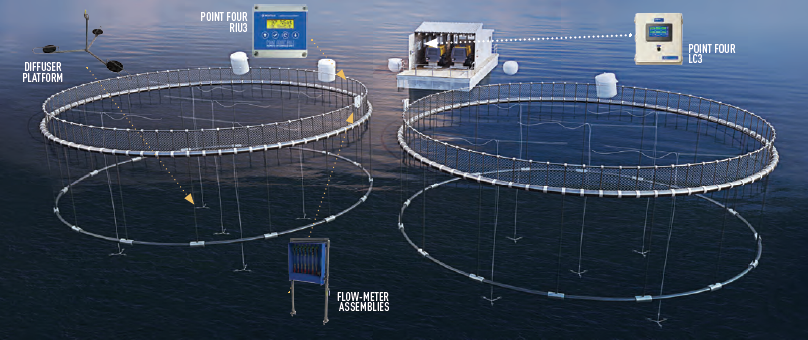 POINT FOUR
RIU3
DIFFUSER
PLATFORM
POINT FOUR
LC3
FLOW-METER
ASSEMBLIES